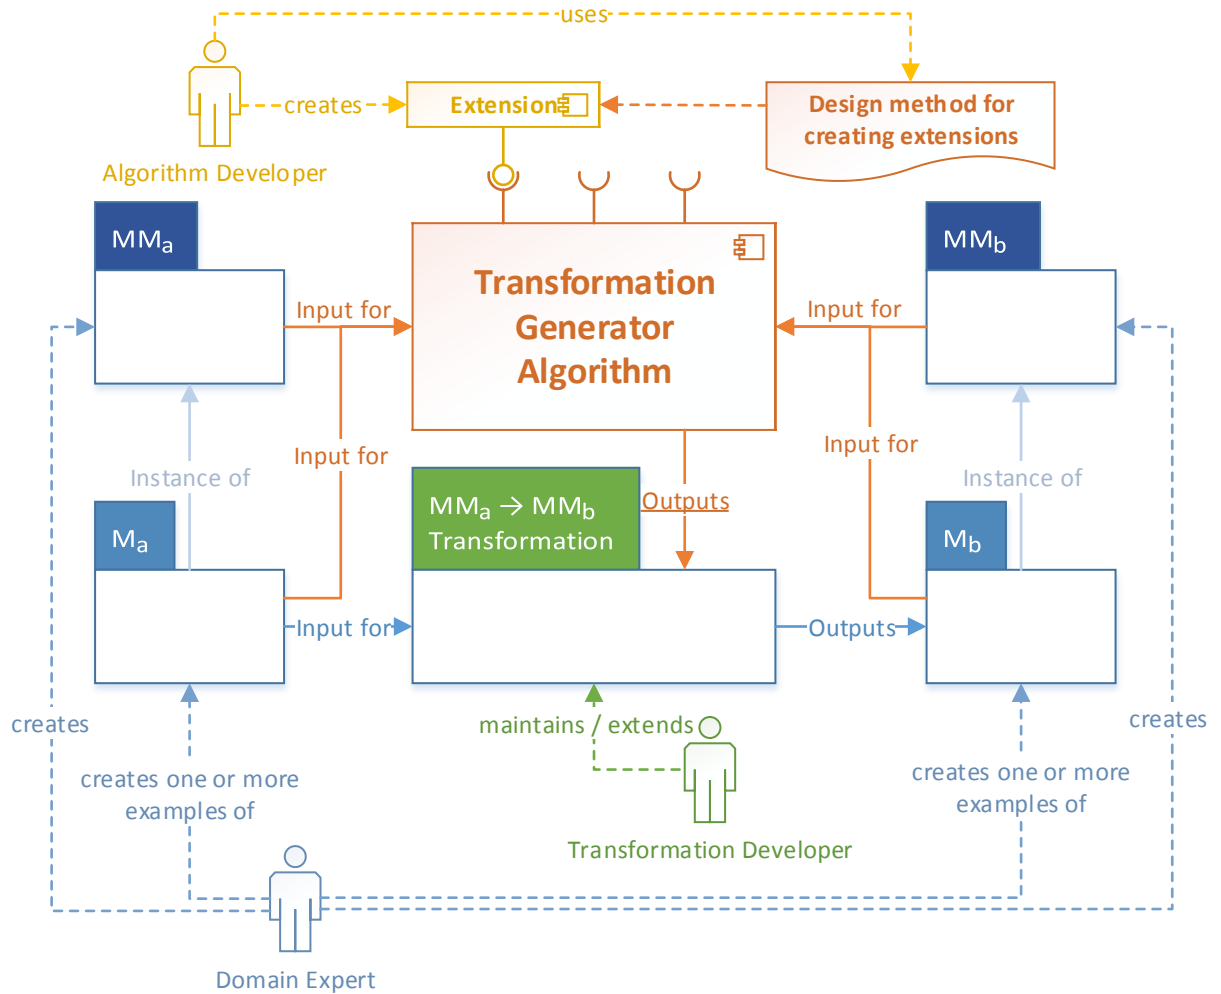 uses
creates
Extension
Design method for
creating extensions
Algorithm Developer
MMa
MMb
Transformation
Generator
Algorithm
Input for
Input for
Input for
Input for
Instance of
Instance of
Outputs
MMa → MMb
Transformation
Ma
Mb
Input for
Outputs
creates
maintains / extends
creates
creates one or more
examples of
creates one or more
examples of
Transformation Developer
Domain Expert